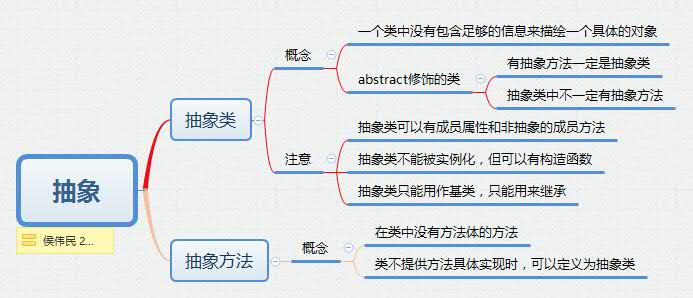 抽象
侯伟民 2...
抽象类
概念
一个类中没有包含足够的信息来描绘一个具体的对象
abstract修饰的类
有抽象方法一定是抽象类
抽象类中不一定有抽象方法
注意
抽象类可以有成员属性和非抽象的成员方法
抽象类不能被实例化，但可以有构造函数
抽象类只能用作基类，只能用来继承
抽象方法
概念
在类中没有方法体的方法
类不提供方法具体实现时，可以定义为抽象类